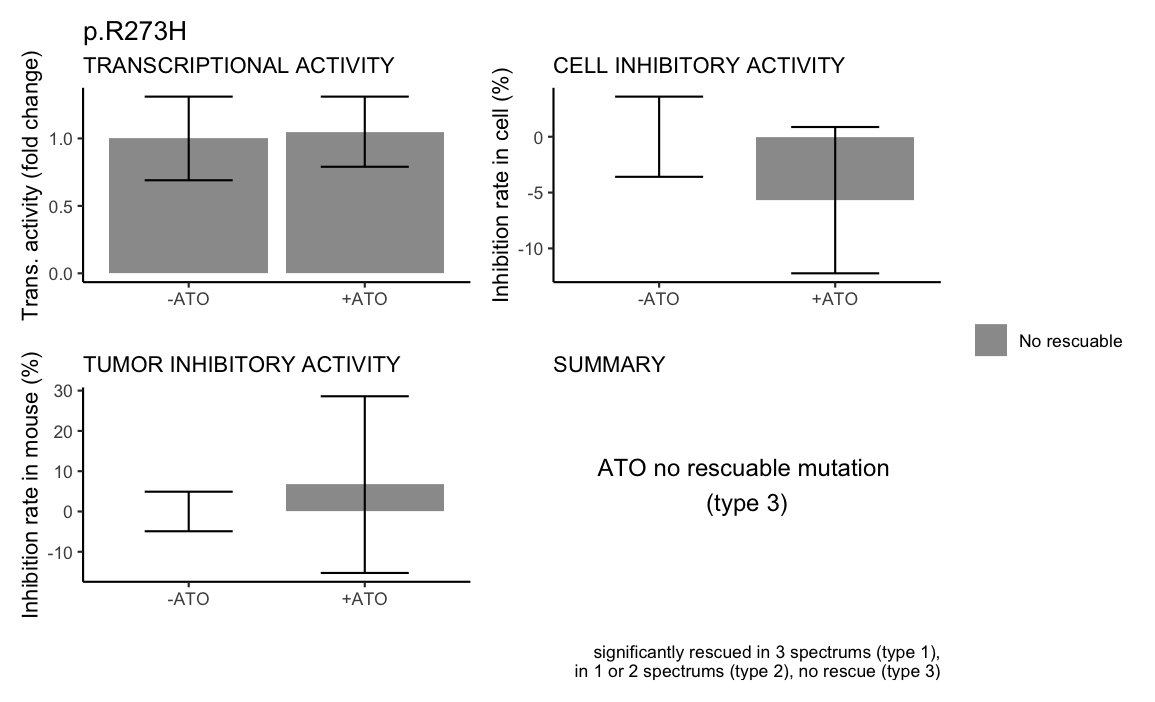 p.R273H
TRANSCRIPTIONAL ACTIVITY
Trans. activity (fold change)
1.0
0.5
0.0
-ATO
+ATO
CELL INHIBITORY ACTIVITY
Inhibition rate in cell (%)
0
-5
-10
-ATO
+ATO
No rescuable
TUMOR INHIBITORY ACTIVITY
Inhibition rate in mouse (%)
30
20
10
0
-10
-ATO
+ATO
SUMMARY
ATO no rescuable mutation
(type 3)
significantly rescued in 3 spectrums (type 1),
in 1 or 2 spectrums (type 2), no rescue (type 3)